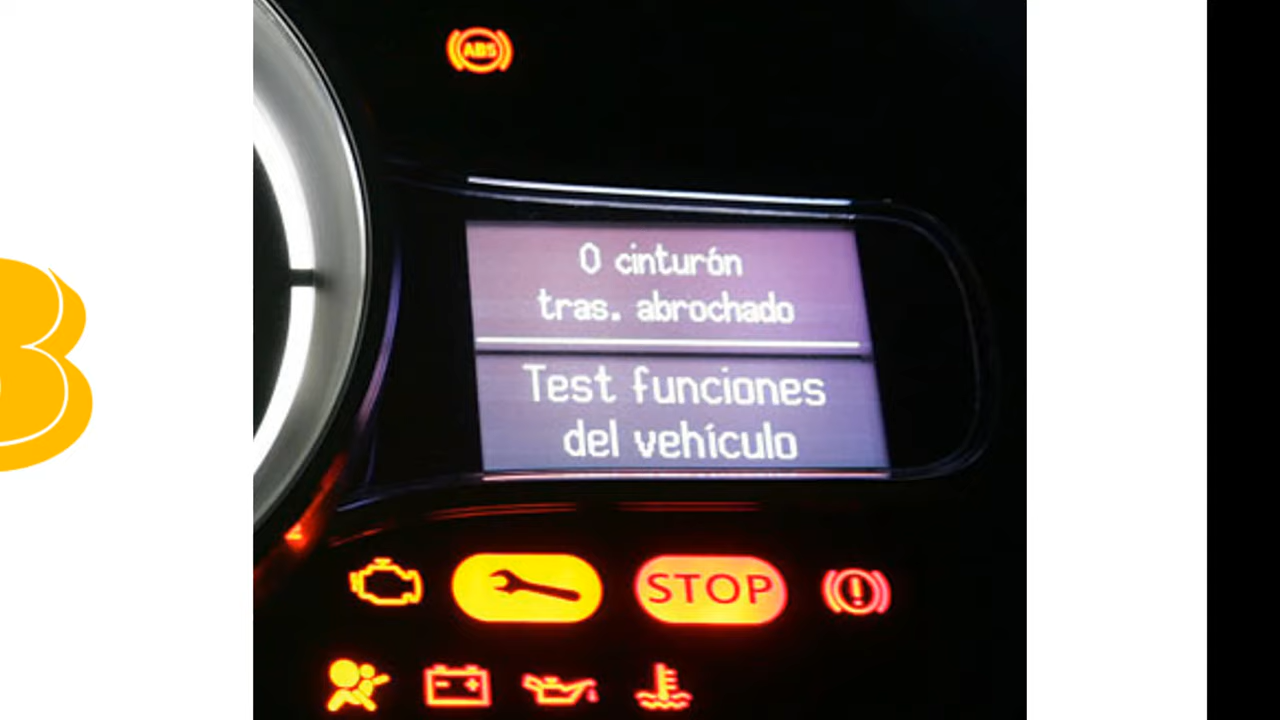 ABS
0 cinturón
tras. abrochado
Test funciones
del vehículo
STOP
B